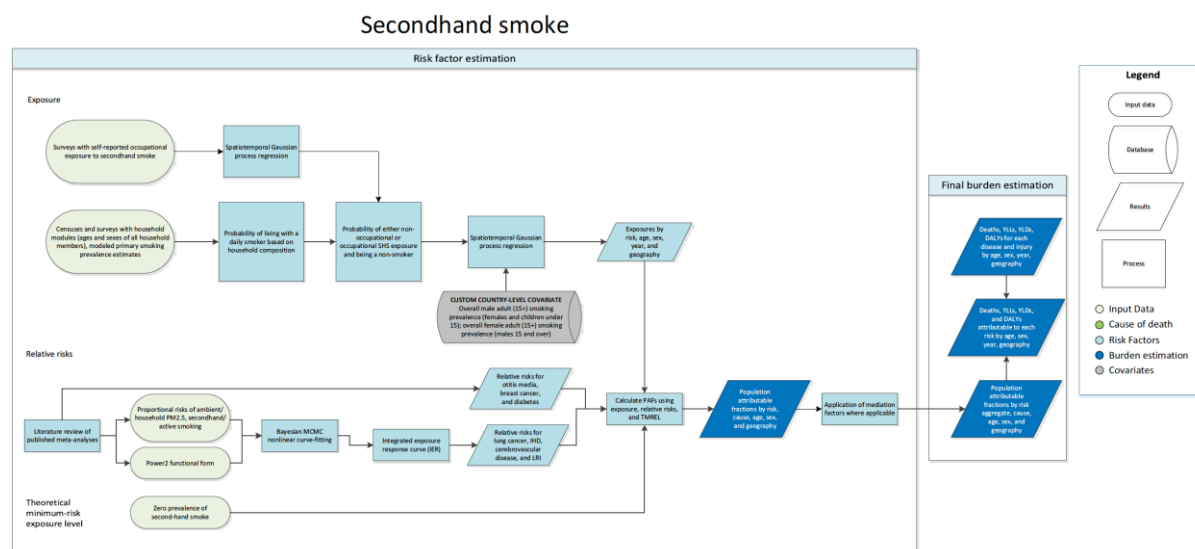 Secondhand smoke
Risk factor estimation
Exposure
Surveys with self-reported occupational
exposure to secondhand smoke
Spatiotemporal Gaussian
process regression
Censuses and surveys with household
modules (ages and sexes of all household
members), modeled primary smoking
prevalence estimates
Probability of living with a
daily smoker based on
household composition
Probability of either non-
occupational or
occupational SHS exposure
and being a non-smoker
Spatiotemporal Gaussian
process regression
Exposures by
risk, age, sex,
year, and
geography
CUSTOM COUNTRY-LEVEL COVARIATE
Overall male adult (15+) smoking
prevalence (females and children under
15); overall female adult (15+) smoking
prevalence (males 15 and over)
Relative risks
Literature review of
published meta-analyses
Proportional risks of ambient/
household PM2.5, secondhand/
active smoking
Power2 functional form
Bayesian MCMC
nonlinear curve-fitting
Integrated exposure
response curve (IER)
Relative risks for
otitis media,
breast cancer,
and diabetes
Relative risks for
lung cancer, IHD,
cerebrovascular
disease, and LRI
Calculate PAFs using
exposure, relative risks,
and TMREL
Population
attributable
fractions by risk,
cause, age, sex,
and geography
Application of mediation
factors where applicable
Theoretical
minimum-risk
exposure level
Zero prevalence of
second-hand smoke
Final burden estimation
Deaths, YLLs, YLDs,
DALYs for each
disease and injury
by age, sex, year,
geography
Deaths, YLLs, YLDs,
and DALYs
attributable to each
risk by age, sex,
year, geography
Population
attributable
fractions by risk
aggregate, cause,
age, sex, and
geography
Legend
Input data
Database
Results
Process
Input Data
Cause of death
Risk Factors
Burden estimation
Covariates